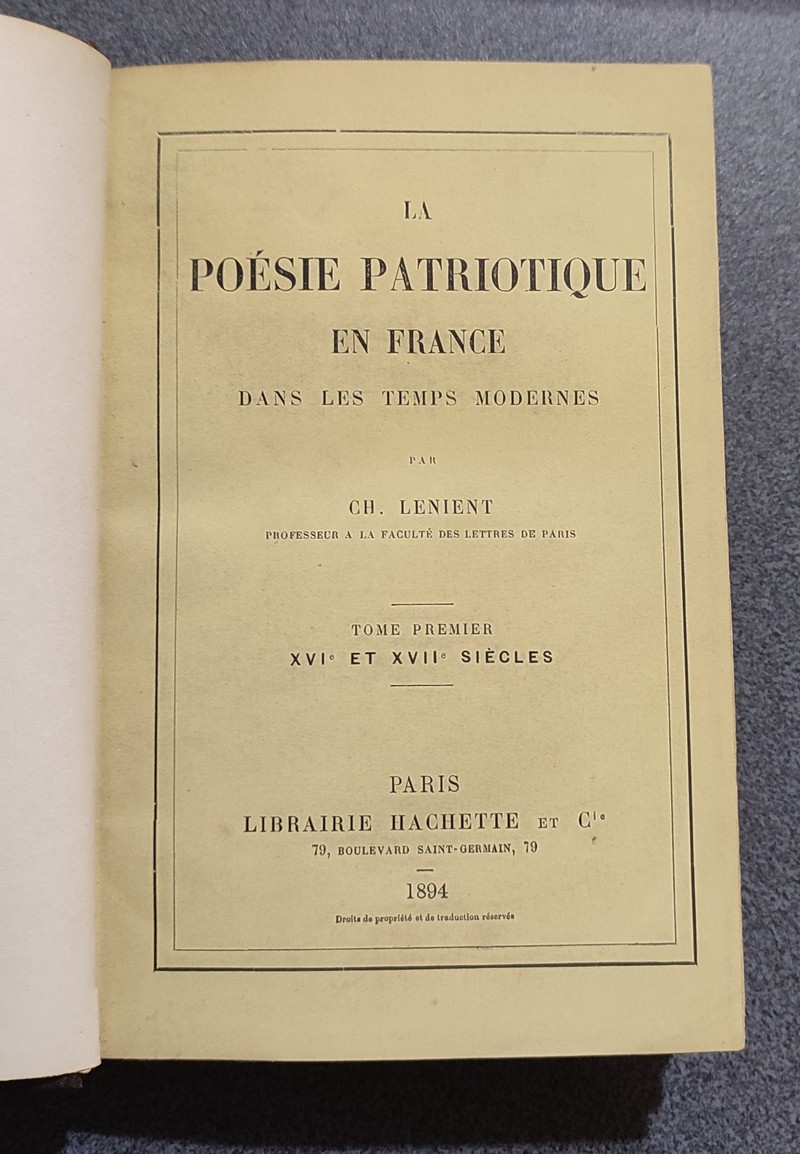 LA
POÉSIE PATRIOTIQUE
EN FRANCE
DANS LES TEMPS MODERNES
PAR
CH. LENIENT
PROFESSEUR A LA FACULTÉ DES LETTRES DE PARIS
TOME PREMIER
XVIe ET XVIIe SIÈCLES
PARIS
LIBRAIRIE HACHETTE ET Cie
79, BOULEVARD SAINT-GERMAIN, 79
1894
Droits de propriété et de traduction réservés